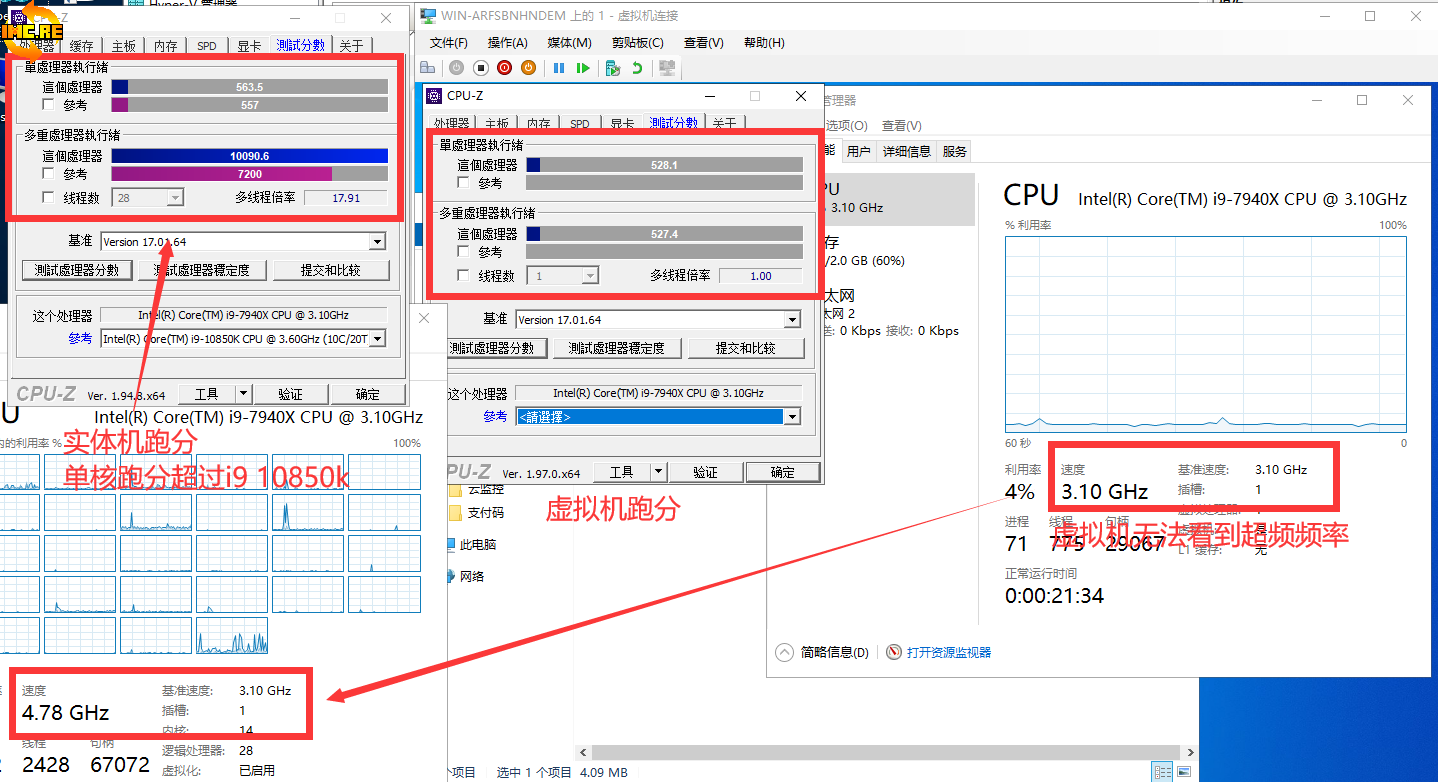 Hyper-V 管理器
IMC.RE
CPU-Z
处理器 缓存 主板 内存 SPD 显卡 測試分數 关于
單處理器執行緒
這個處理器 563.5
參考 557
多重處理器執行緒
這個處理器 10090.6
參考 7200
线程数 28 多线程倍率 17.91
基准 Version 17.01.64
測試處理器分數 測試處理器穩定度 提交和比较
这个处理器 Intel(R) Core(TM) i9-7940X CPU @ 3.10GHz
參考 Intel(R) Core(TM) i9-10850K CPU @ 3.60GHz (10C/20T
CPU-Z Ver. 1.94.8.x64 工具 验证 确定
U Intel(R) Core(TM) i9-7940X CPU @ 3.10GHz
内的利用率 % 100%
实体机跑分
单核跑分超过i9 10850k
速度 基准速度: 3.10 GHz
4.78 GHz 插槽: 1
内核: 14
线程 句柄 逻辑处理器: 28
2428 67072 虚拟化: 已启用
WIN-ARFSBNHNDEM 上的 1 - 虚拟机连接
文件(F) 操作(A) 媒体(M) 剪贴板(C) 查看(V) 帮助(H)
CPU-Z
处理器 主板 内存 SPD 显卡 測試分數 关于
單處理器執行緒
這個處理器 528.1
參考
多重處理器執行緒
這個處理器 527.4
參考
线程数 1 多线程倍率 1.00
基准 Version 17.01.64
測試處理器分數 測試處理器穩定度 提交和比较
这个处理器 Intel(R) Core(TM) i9-7940X CPU @ 3.10GHz
參考 <請選擇>
PU-Z Ver. 1.97.0.x64 工具 验证 确定
虚拟机跑分
云监控
支付码
此电脑
网络
个项目 选中 1 个项目 4.09 MB
管理器
选项(O) 查看(V)
能 用户 详细信息 服务
PU
3.10 GHz
存
/2.0 GB (60%)
太网
太网 2
送: 0 Kbps 接收: 0 Kbps
CPU Intel(R) Core(TM) i9-7940X CPU @ 3.10GHz
% 利用率 100%
60 秒 0
利用率 速度 基准速度: 3.10 GHz
4% 3.10 GHz 插槽: 1
虚拟处理器: 1
进程 线程 句柄 虚拟机: 是
71 775 29067 L1 缓存: 无
虚拟机无法看到超频频率
正常运行时间
0:00:21:34
简略信息(D) 打开资源监视器